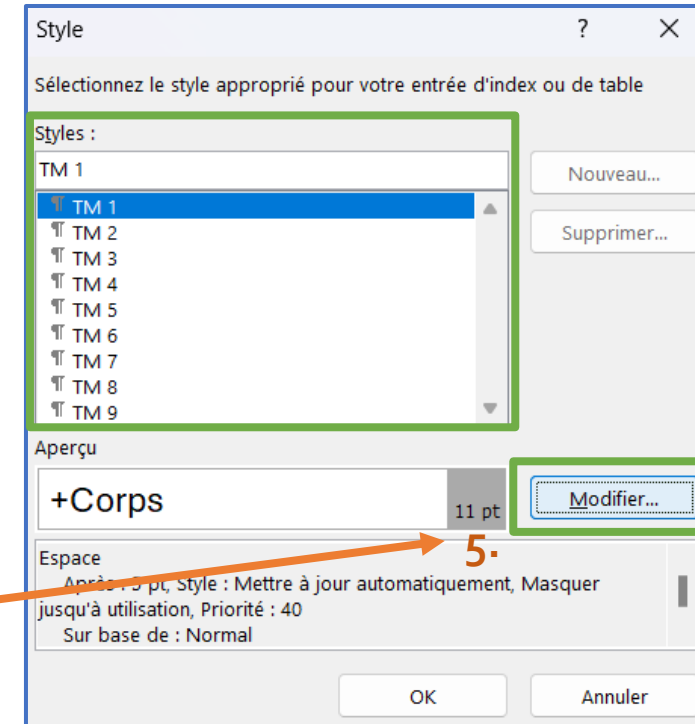 Style ?
Sélectionnez le style approprié pour votre entrée d'index ou de table
Styles :
TM 1
Nouveau...
¶ TM 1
¶ TM 2
Supprimer...
¶ TM 3
¶ TM 4
¶ TM 5
¶ TM 6
¶ TM 7
¶ TM 8
¶ TM 9
Aperçu
+Corps
11 pt
Modifier...
5.
Espace
Après : 5 pt, Style : Mettre à jour automatiquement, Masquer
jusqu'à utilisation, Priorité : 40
Sur base de : Normal
OK
Annuler